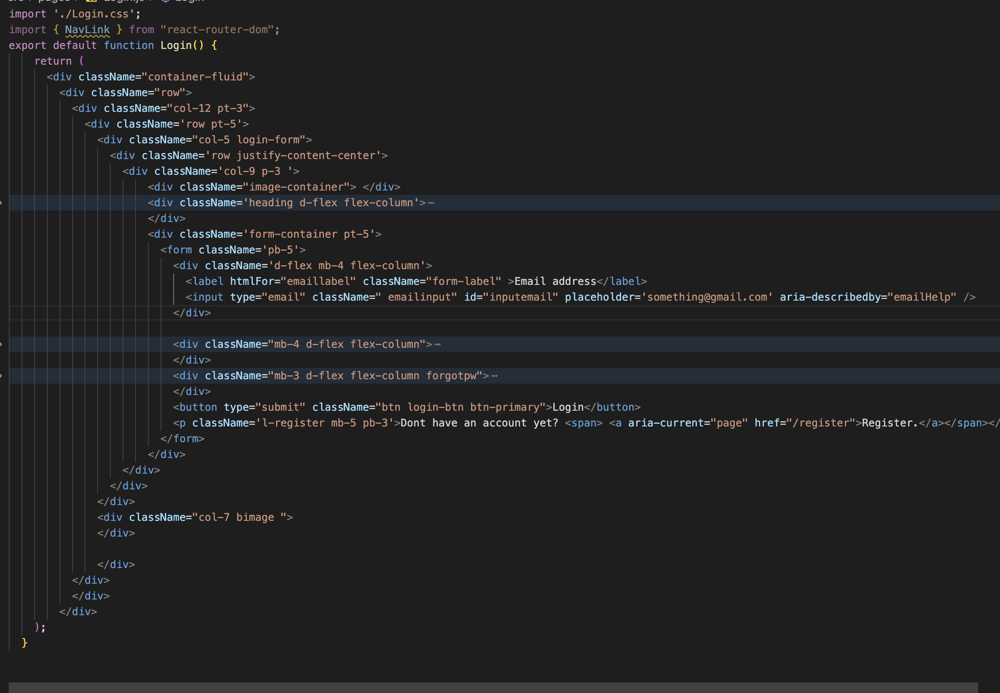 import './Login.css';
import { NavLink } from "react-router-dom";
export default function Login() {
return (
<div className="container-fluid">
<div className="row">
<div className="col-12 pt-3">
<div className='row pt-5'>
<div className="col-5 login-form">
<div className='row justify-content-center'>
<div className='col-9 p-3 '>
<div className="image-container"> </div>
<div className='heading d-flex flex-column'>⋯
</div>
<div className='form-container pt-5'>
<form className='pb-5'>
<div className='d-flex mb-4 flex-column'>
<label htmlFor="emaillabel" className="form-label" >Email address</label>
<input type="email" className=" emailinput" id="inputemail" placeholder='something@gmail.com' aria-describedby="emailHelp" />
</div>
<div className="mb-4 d-flex flex-column">⋯
</div>
<div className="mb-3 d-flex flex-column forgotpw">⋯
</div>
<button type="submit" className="btn login-btn btn-primary">Login</button>
<p className='l-register mb-5 pb-3'>Dont have an account yet? <span> <a aria-current="page" href="/register">Register.</a></span></
</form>
</div>
</div>
</div>
</div>
<div className="col-7 bimage ">
</div>
</div>
</div>
</div>
</div>
);
}